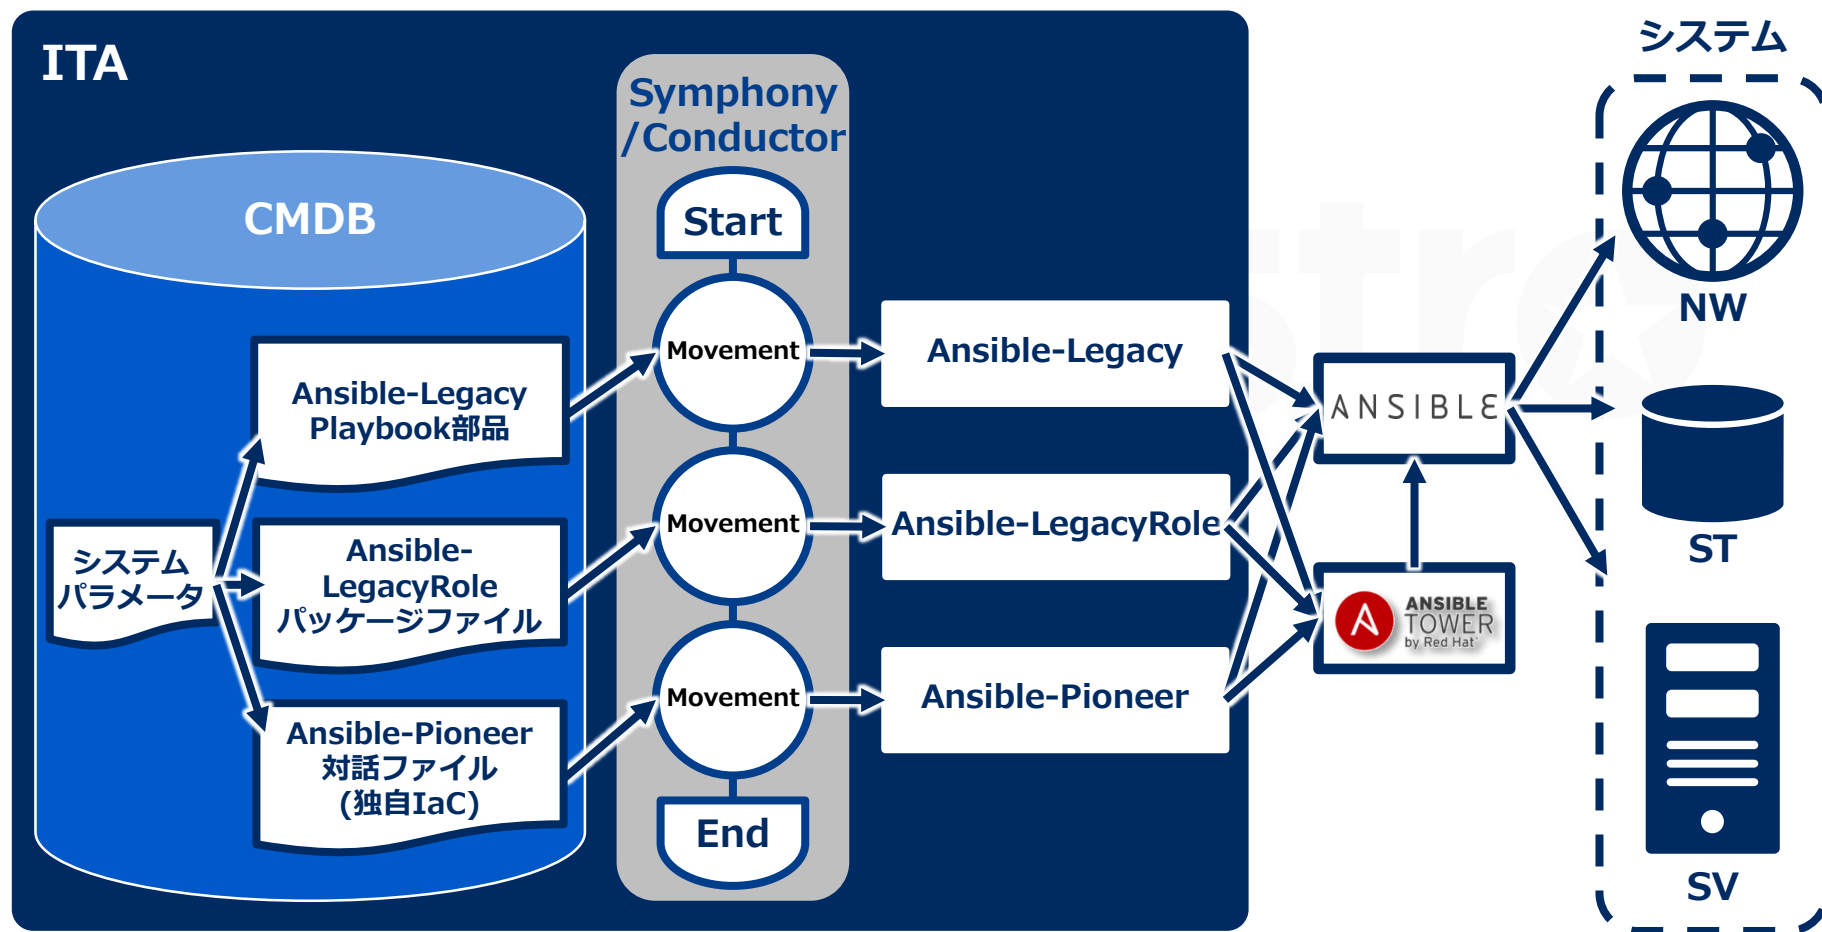 ITA
システム
Symphony
/Conductor
CMDB
Start
NW
Movement
Ansible-Legacy
ANSIBLE
Ansible-Legacy
Playbook部品
Movement
Ansible-LegacyRole
ST
システム
パラメータ
Ansible-
LegacyRole
パッケージファイル
ANSIBLE
TOWER
by Red Hat
Movement
Ansible-Pioneer
Ansible-Pioneer
対話ファイル
(独自IaC)
End
SV